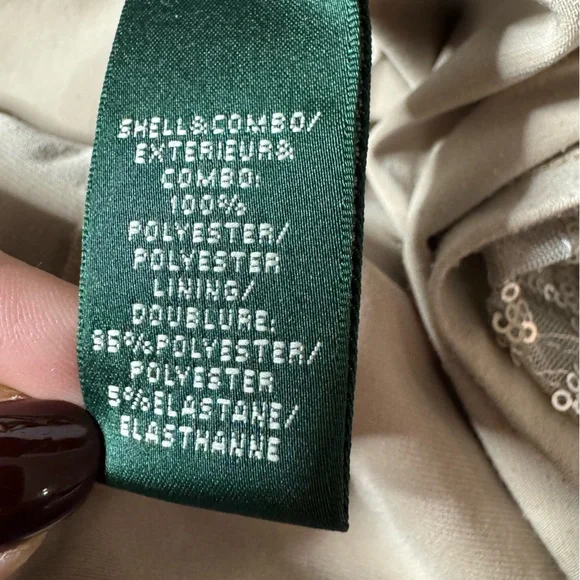 SHELL&COMBO/
EXTERIEUR&
COMBO:
100%
POLYESTER/
POLYESTER
LINING/
DOUBLURE:
95%POLYESTER/
POLYESTER
5%ELASTANE/
ELASTHANNE